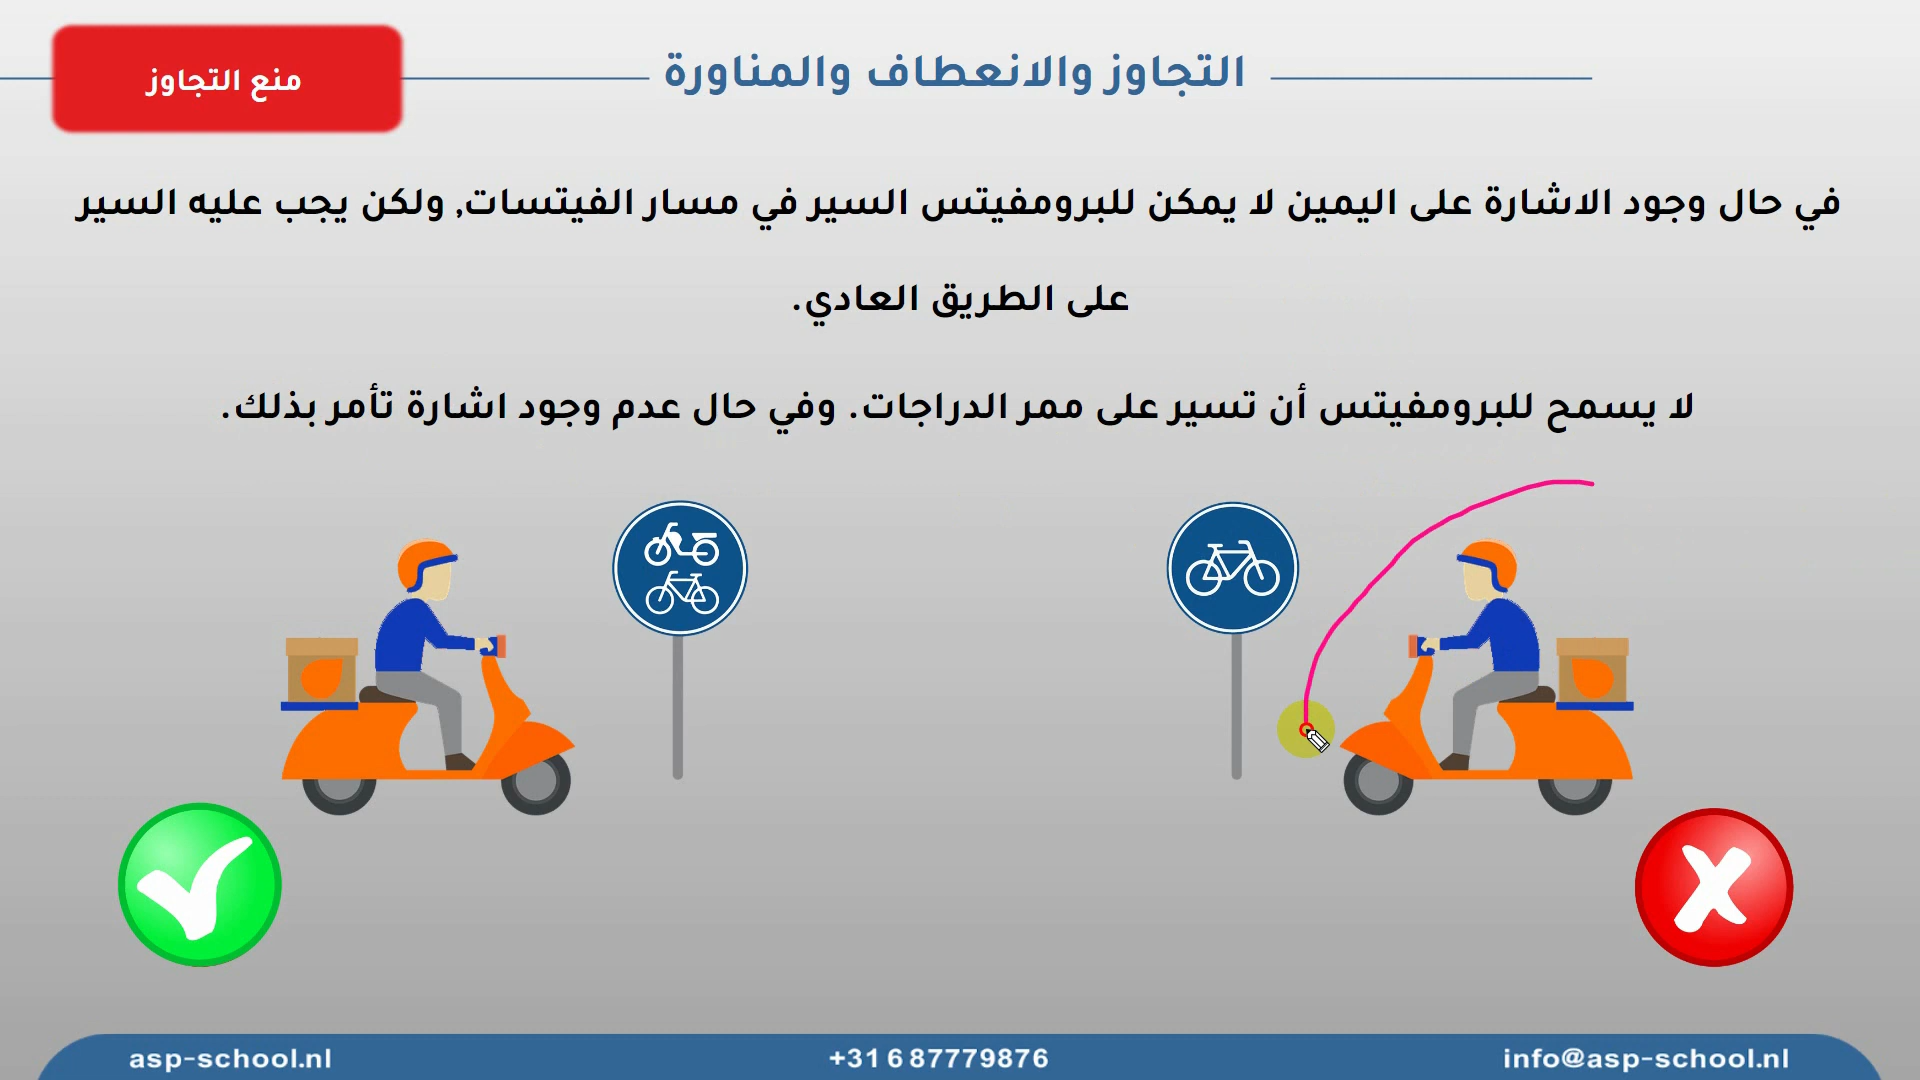 التجاوز والانعطاف والمناورة
منع التجاوز
في حال وجود الاشارة على اليمين لا يمكن للبرومفيتس السير في مسار الفيتسات, ولكن يجب عليه السير
على الطريق العادي.
لا يسمح للبرومفيتس أن تسير على ممر الدراجات. وفي حال عدم وجود اشارة تأمر بذلك.
asp-school.nl
+31 6 87779876
info@asp-school.nl